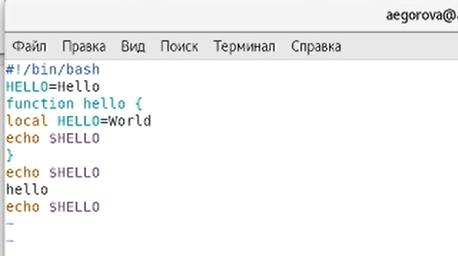 aegorova@
Файл Правка Вид Поиск Терминал Справка
#!/bin/bash
HELLO=Hello
function hello {
local HELLO=World
echo $HELLO
}
echo $HELLO
hello
echo $HELLO
~
~